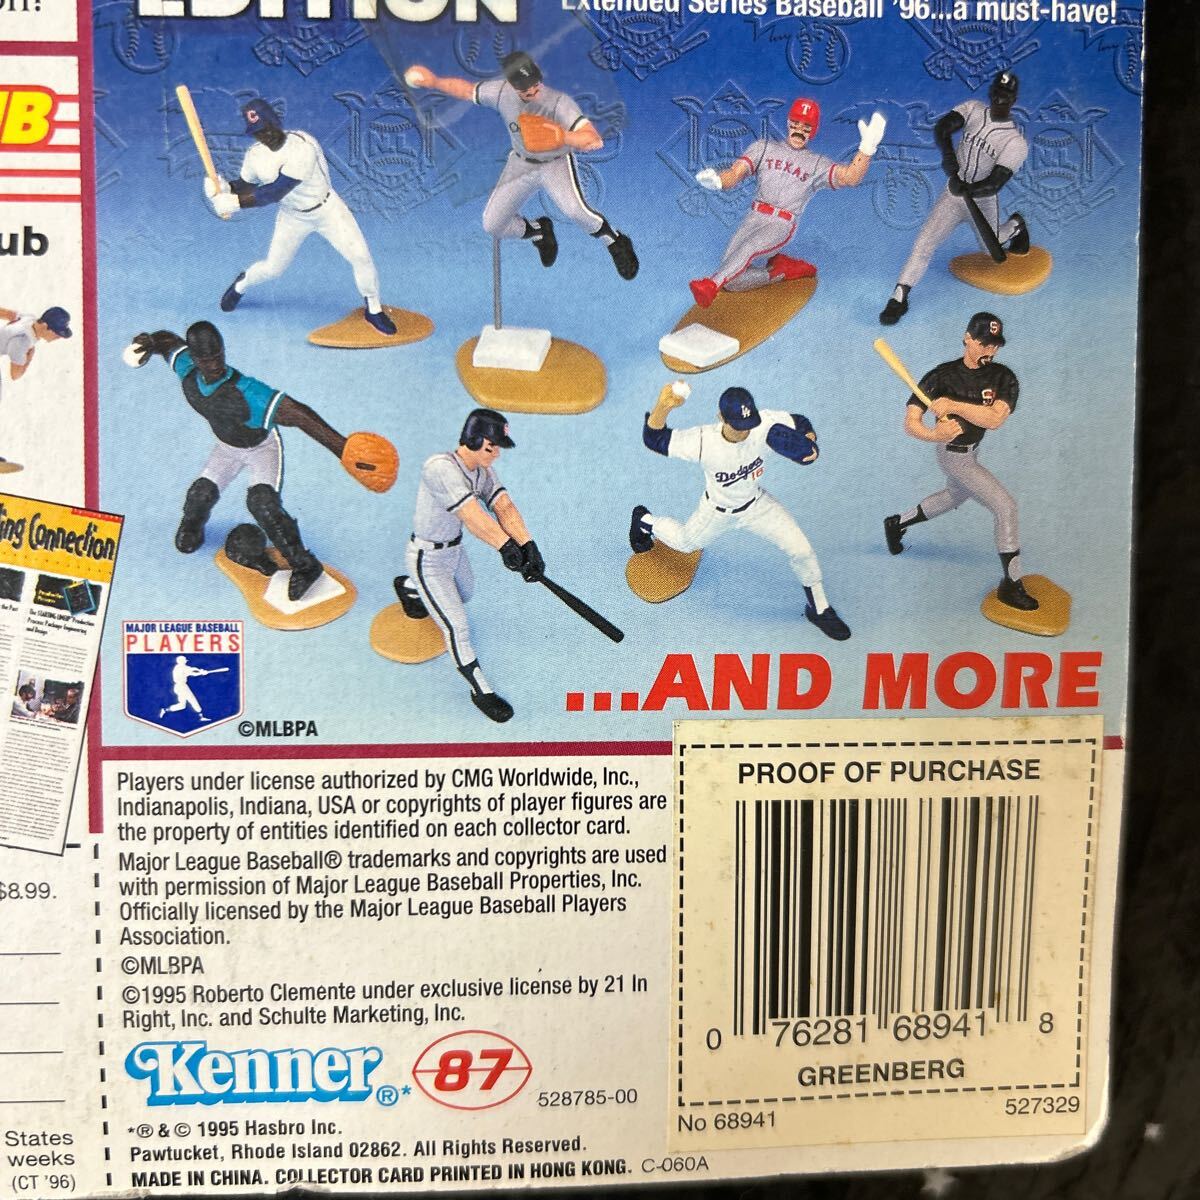 EDITION
Extended Series Baseball '96...a must-have!
ub
C
TEXAS
T
S
LA
Dodgers
16
S
ling Connection
MAJOR LEAGUE BASEBALL
PLAYERS
©MLBPA
...AND MORE
Players under license authorized by CMG Worldwide, Inc.,
Indianapolis, Indiana, USA or copyrights of player figures are
the property of entities identified on each collector card.
Major League Baseball® trademarks and copyrights are used
with permission of Major League Baseball Properties, Inc.
Officially licensed by the Major League Baseball Players
Association.
©MLBPA
©1995 Roberto Clemente under exclusive license by 21 In
Right, Inc. and Schulte Marketing, Inc.
Kenner®*
87
528785-00
*® & © 1995 Hasbro Inc.
Pawtucket, Rhode Island 02862. All Rights Reserved.
MADE IN CHINA. COLLECTOR CARD PRINTED IN HONG KONG. C-060A
$8.99.
States
weeks
(CT '96)
PROOF OF PURCHASE
0 76281 68941 8
GREENBERG
No 68941
527329